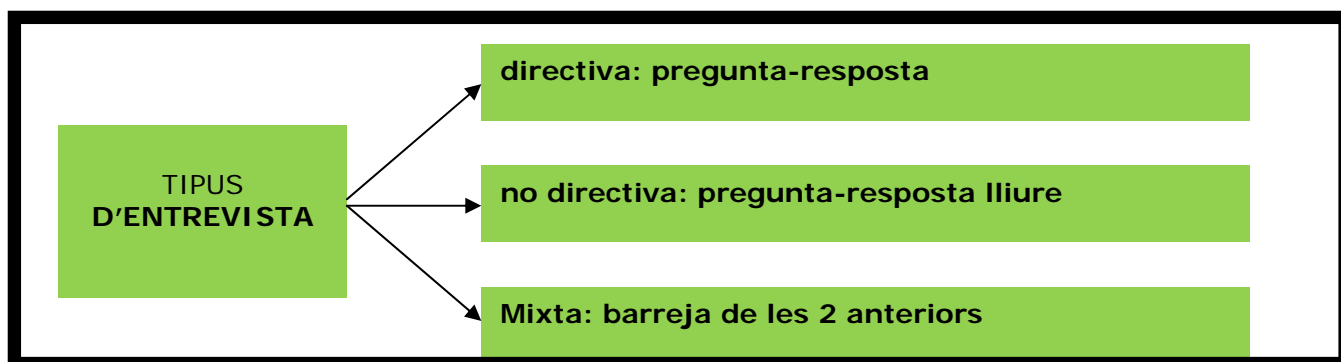 TIPUS
D'ENTREVISTA
directiva: pregunta-resposta
no directiva: pregunta-resposta lliure
Mixta: barreja de les 2 anteriors